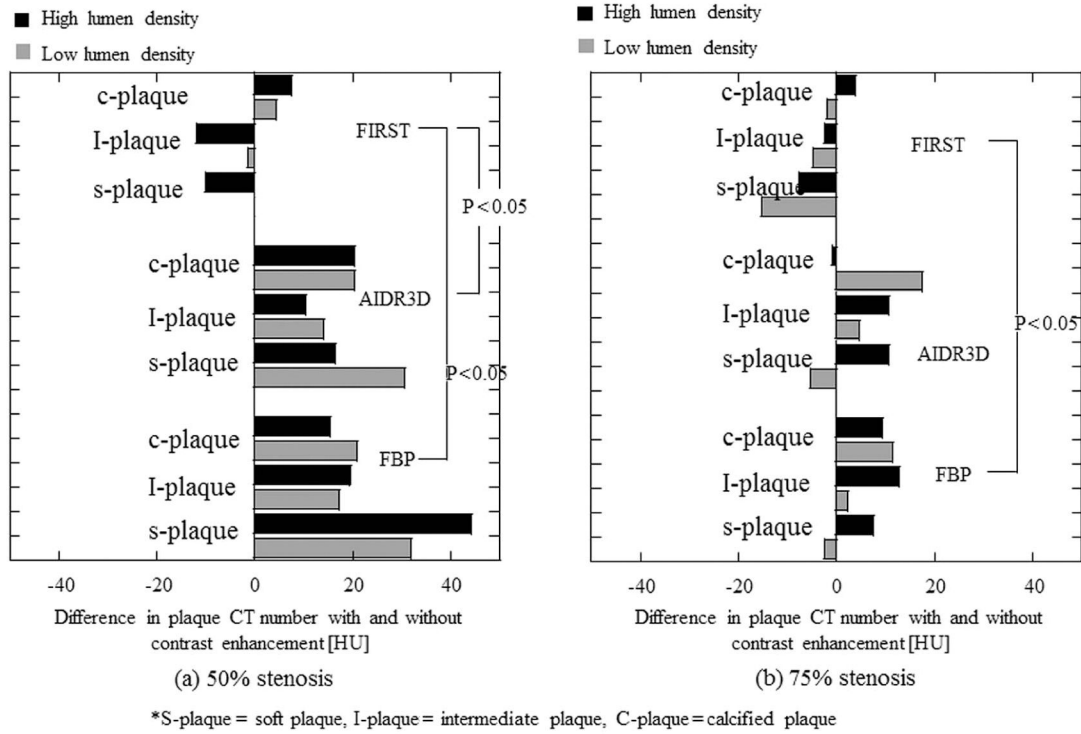 High lumen density
Low lumen density
c-plaque
I-plaque
FIRST
s-plaque
P<0.05
c-plaque
AIDR3D
I-plaque
s-plaque
P<0.05
c-plaque
FBP
I-plaque
s-plaque
-40 -20 0 20 40
Difference in plaque CT number with and without
contrast enhancement [HU]
(a) 50% stenosis
High lumen density
Low lumen density
c-plaque
I-plaque
FIRST
s-plaque
c-plaque
I-plaque
P<0.05
s-plaque
AIDR3D
c-plaque
FBP
I-plaque
s-plaque
-40 -20 0 20 40
Difference in plaque CT number with and without
contrast enhancement [HU]
(b) 75% stenosis
*S-plaque = soft plaque, I-plaque = intermediate plaque, C-plaque = calcified plaque